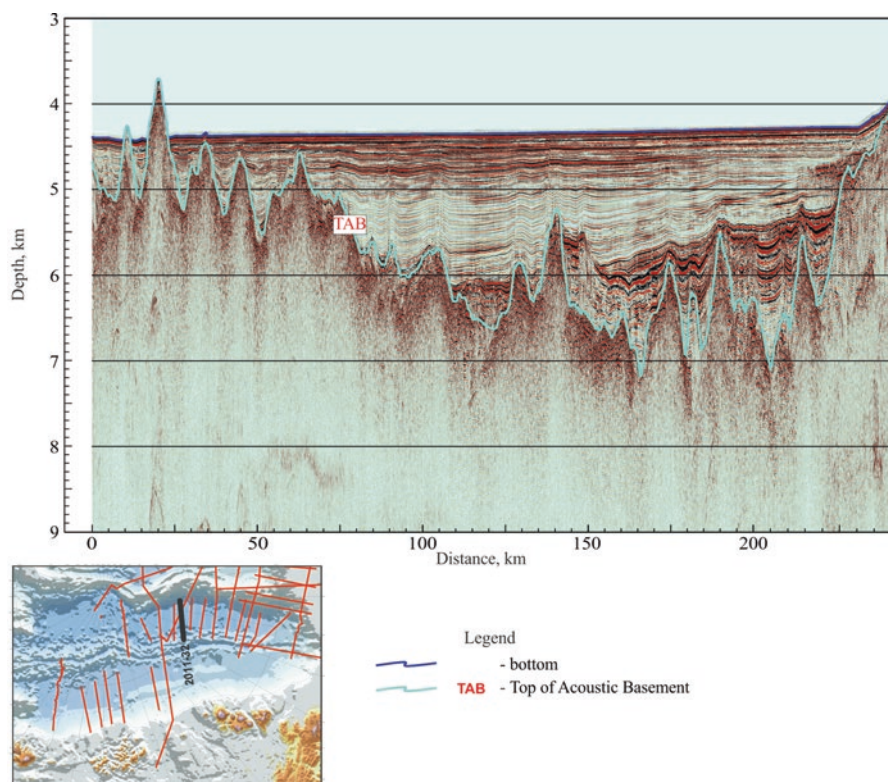 3
4
5
6
7
8
9
Depth, km
TAB
0
50
100
150
200
Distance, km
2011-32
Legend
- bottom
TAB - Top of Acoustic Basement